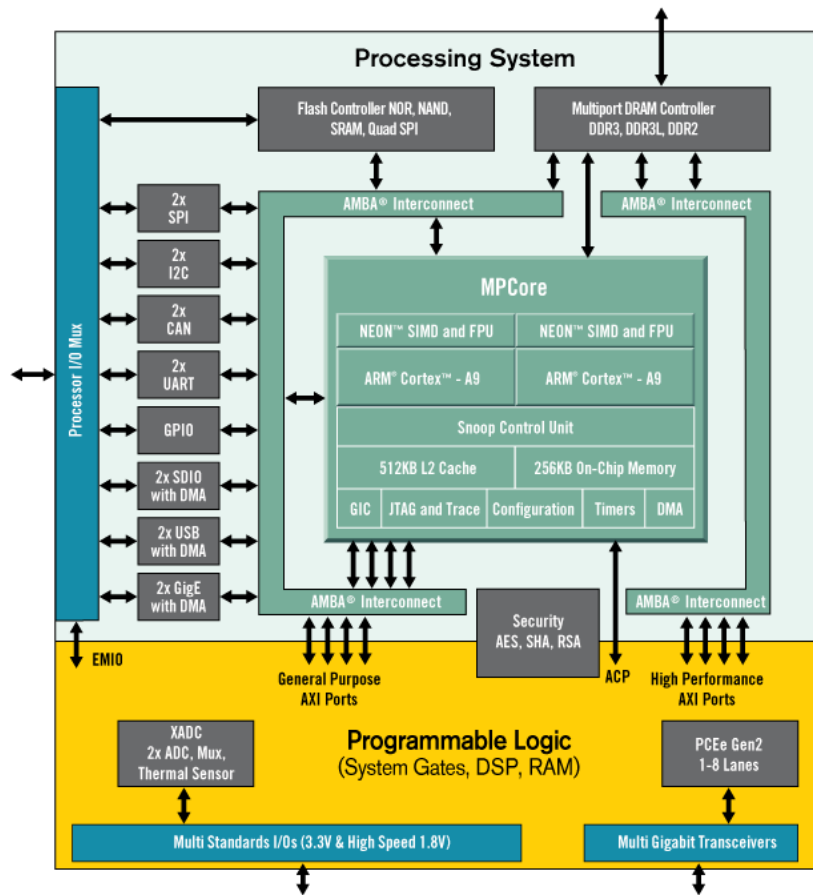 Processing System
Flash Controller NOR, NAND,
SRAM, Quad SPI
Multiport DRAM Controller
DDR3, DDR3L, DDR2
AMBA® Interconnect
AMBA® Interconnect
Processor I/O Mux
2x
SPI
2x
I2C
2x
CAN
2x
UART
GPIO
2x SDIO
with DMA
2x USB
with DMA
2x GigE
with DMA
MPCore
NEON™ SIMD and FPU
NEON™ SIMD and FPU
ARM® Cortex™ - A9
ARM® Cortex™ - A9
Snoop Control Unit
512KB L2 Cache
256KB On-Chip Memory
GIC
JTAG and Trace
Configuration
Timers
DMA
AMBA® Interconnect
Security
AES, SHA, RSA
AMBA® Interconnect
EMIO
General Purpose
AXI Ports
ACP
High Performance
AXI Ports
XADC
2x ADC, Mux,
Thermal Sensor
Programmable Logic
(System Gates, DSP, RAM)
PCEe Gen2
1-8 Lanes
Multi Standards I/Os (3.3V & High Speed 1.8V)
Multi Gigabit Transceivers